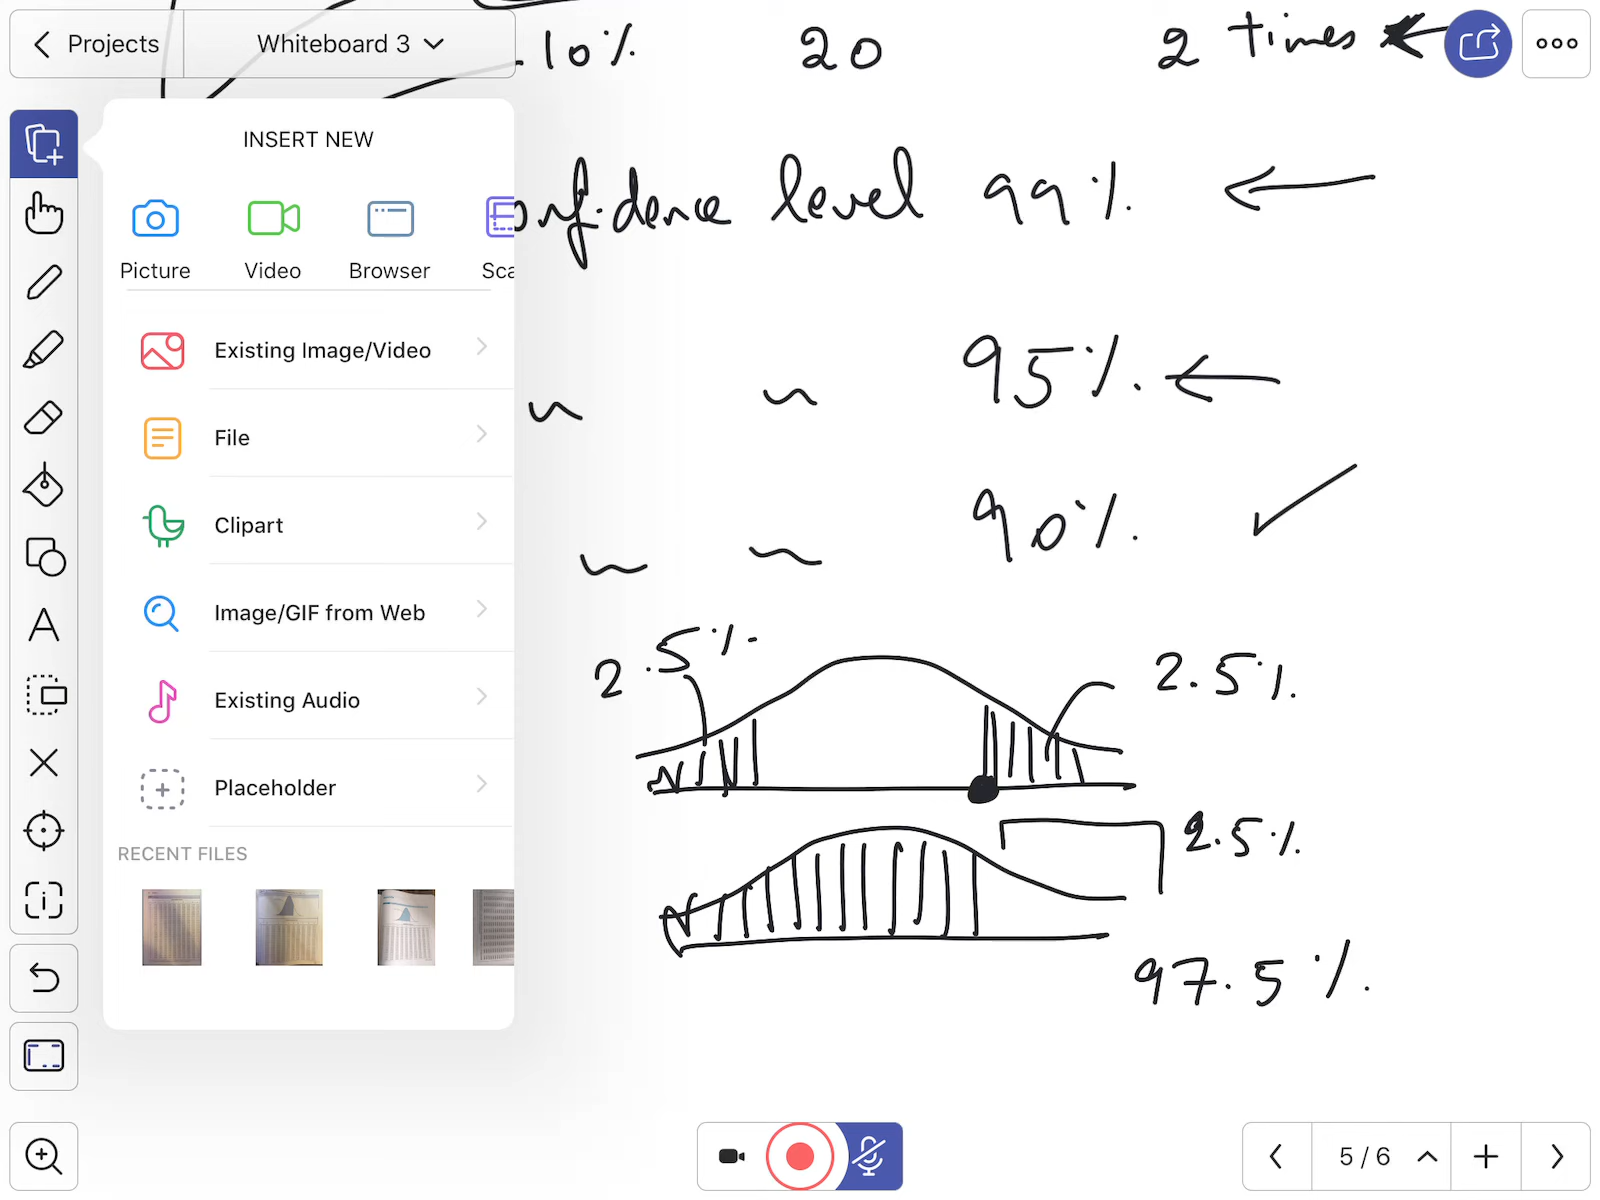 Projects
Whiteboard 3
10%
20
2 times
INSERT NEW
Picture
Video
Browser
Sca
onfidence level 99%.
Existing Image/Video
95%.
File
Clipart
90%.
Image/GIF from Web
2.5%
2.5%.
Existing Audio
Placeholder
2.5%.
RECENT FILES
97.5%.
5 / 6